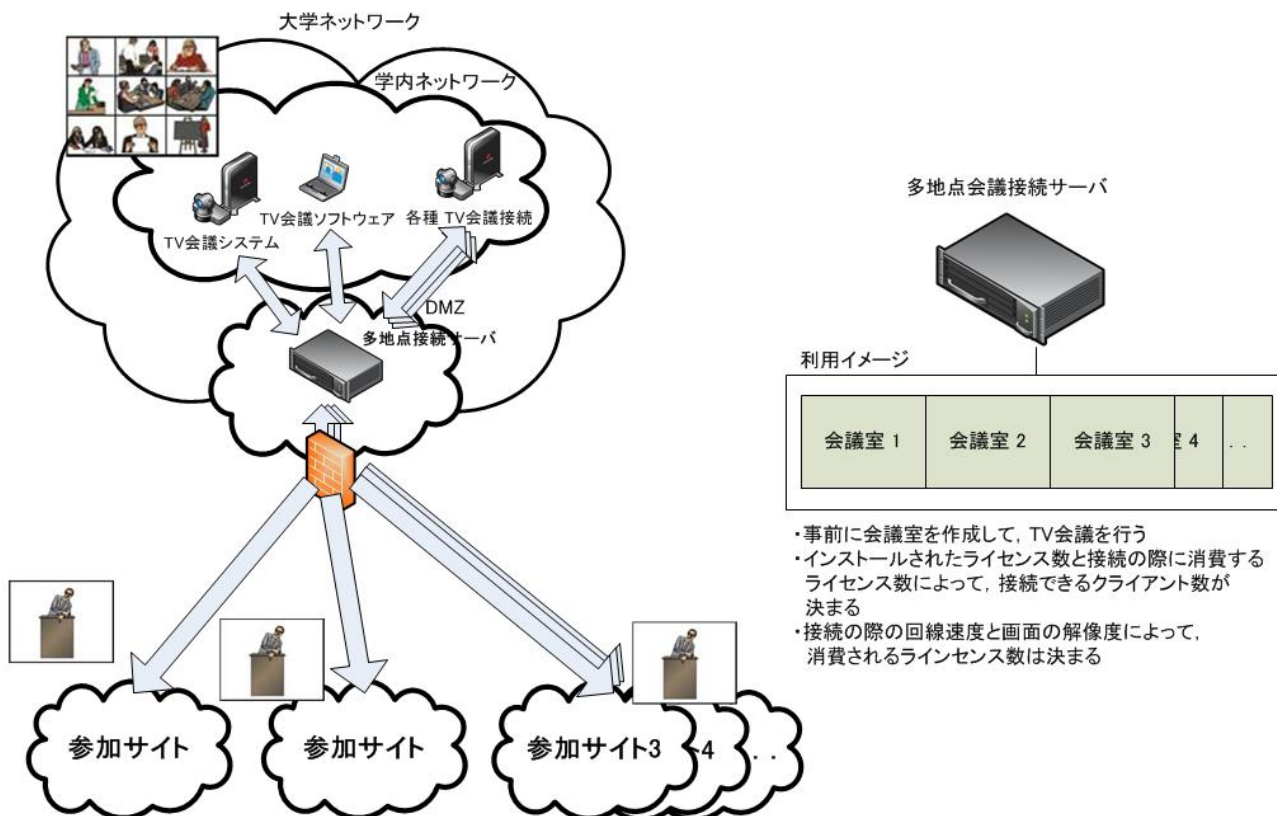 大学ネットワーク
学内ネットワーク
TV会議システム
TV会議ソフトウェア
各種 TV会議接続
DMZ
多地点接続サーバ
参加サイト
参加サイト
参加サイト3
4
. .
多地点会議接続サーバ
利用イメージ
会議室 1
会議室 2
会議室 3
室 4
. .
・事前に会議室を作成して, TV会議を行う
・インストールされたライセンス数と接続の際に消費する
ライセンス数によって, 接続できるクライアント数が
決まる
・接続の際の回線速度と画面の解像度によって,
消費されるラインセンス数は決まる